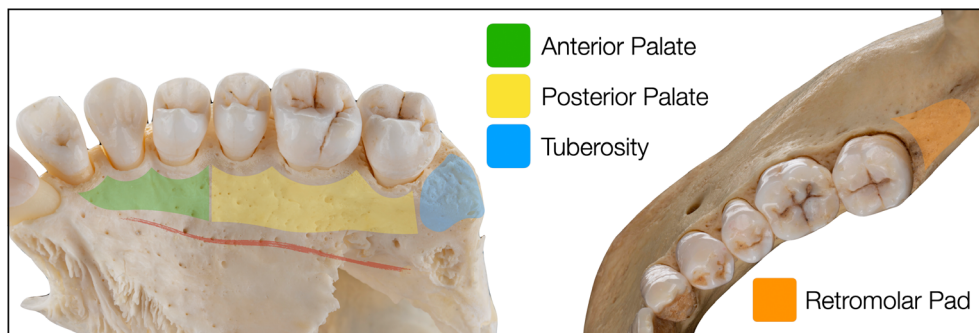 Anterior Palate
Posterior Palate
Tuberosity
Retromolar Pad